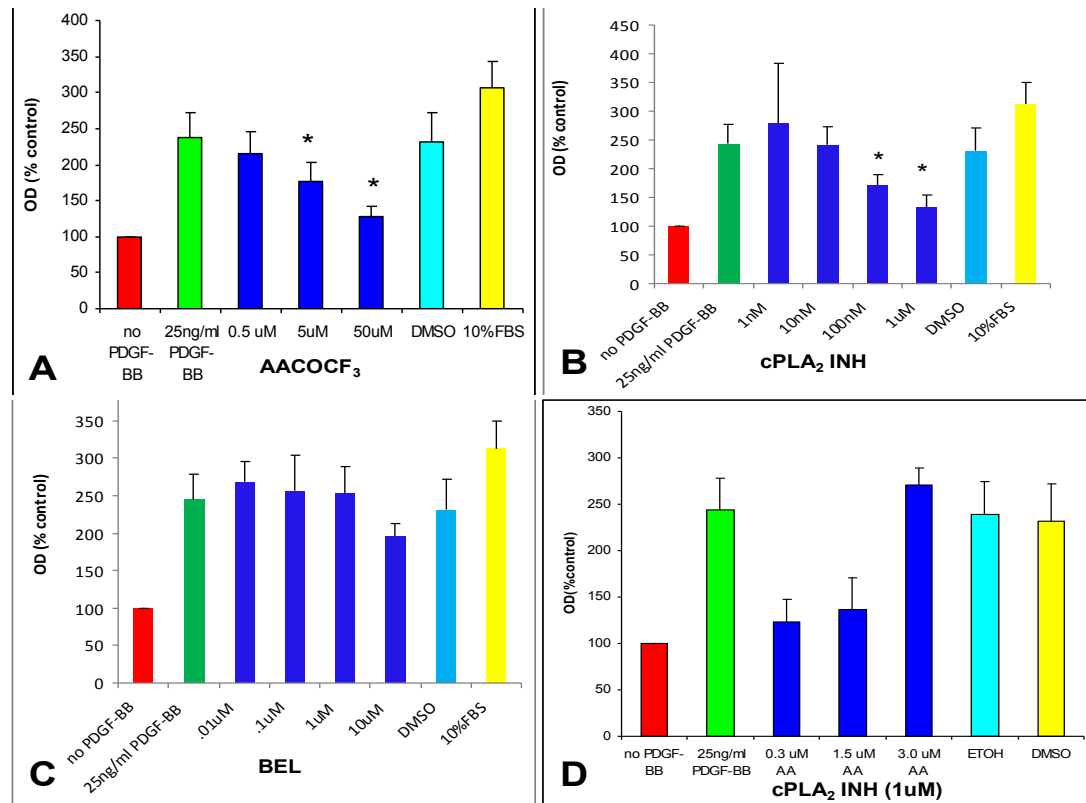 400
350
300
250
200
150
100
50
0
OD (% control)
*
*
no PDGF-BB
25ng/ml PDGF-BB
0.5 uM
5uM
50uM
DMSO
10%FBS
A
AACOCF₃
450
400
350
300
250
200
150
100
50
0
OD (% control)
*
*
no PDGF-BB
25ng/ml PDGF-BB
1nM
10nM
100nM
1uM
DMSO
10%FBS
B
cPLA₂ INH
350
300
250
200
150
100
50
0
OD (% control)
no PDGF-BB
25ng/ml PDGF-BB
.01uM
.1uM
1uM
10uM
DMSO
10%FBS
C
BEL
350
300
250
200
150
100
50
0
OD(%control)
no PDGF-BB
25ng/ml PDGF-BB
0.3 uM AA
1.5 uM AA
3.0 uM AA
ETOH
DMSO
D
cPLA₂ INH (1uM)